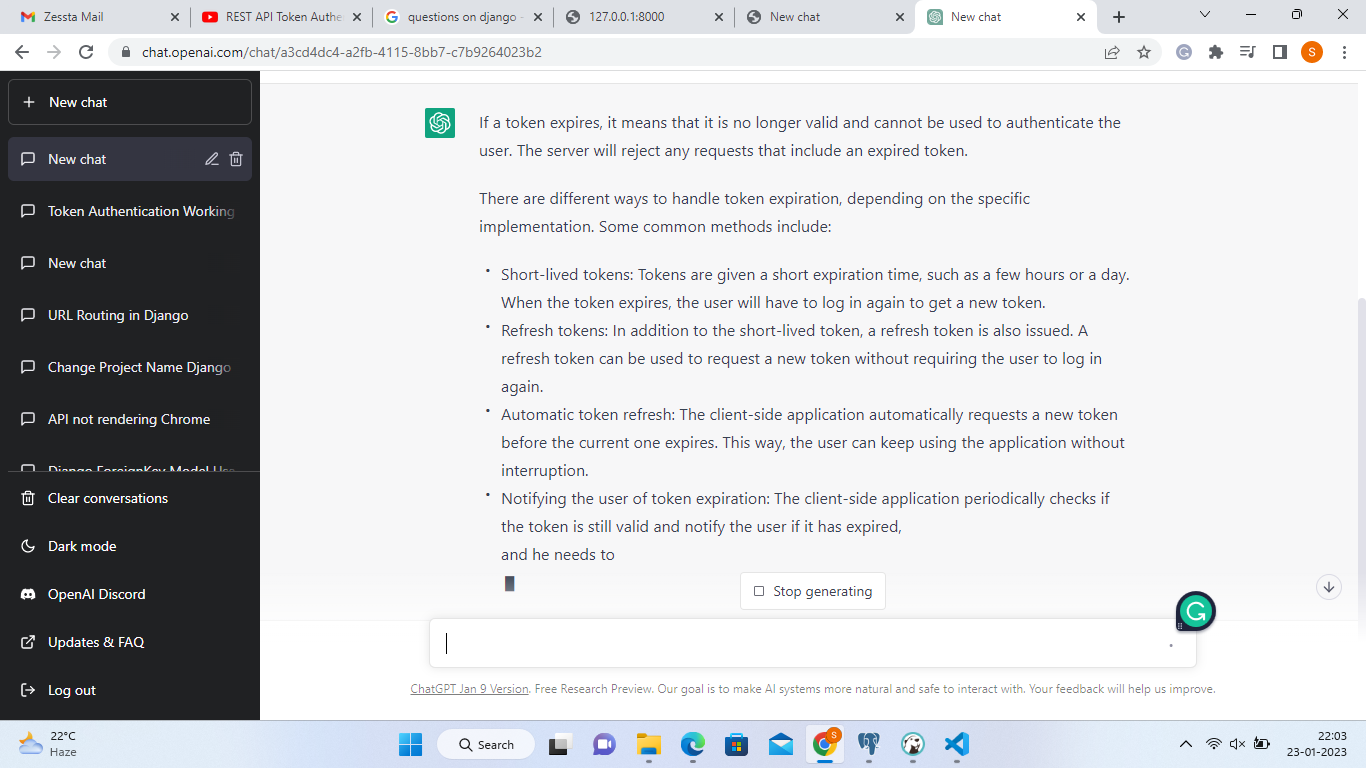 Zessta Mail
REST API Token Authe
questions on django -
127.0.0.1:8000
New chat
New chat
chat.openai.com/chat/a3cd4dc4-a2fb-4115-8bb7-c7b9264023b2
S
New chat
New chat
Token Authentication Working
New chat
URL Routing in Django
Change Project Name Django
API not rendering Chrome
Django ForeignKey Model Use
Clear conversations
Dark mode
OpenAI Discord
Updates & FAQ
Log out
If a token expires, it means that it is no longer valid and cannot be used to authenticate the
user. The server will reject any requests that include an expired token.
There are different ways to handle token expiration, depending on the specific
implementation. Some common methods include:
• Short-lived tokens: Tokens are given a short expiration time, such as a few hours or a day.
When the token expires, the user will have to log in again to get a new token.
• Refresh tokens: In addition to the short-lived token, a refresh token is also issued. A
refresh token can be used to request a new token without requiring the user to log in
again.
• Automatic token refresh: The client-side application automatically requests a new token
before the current one expires. This way, the user can keep using the application without
interruption.
• Notifying the user of token expiration: The client-side application periodically checks if
the token is still valid and notify the user if it has expired,
and he needs to
Stop generating
ChatGPT Jan 9 Version. Free Research Preview. Our goal is to make AI systems more natural and safe to interact with. Your feedback will help us improve.
22°C
Haze
Search
S
22:03
23-01-2023